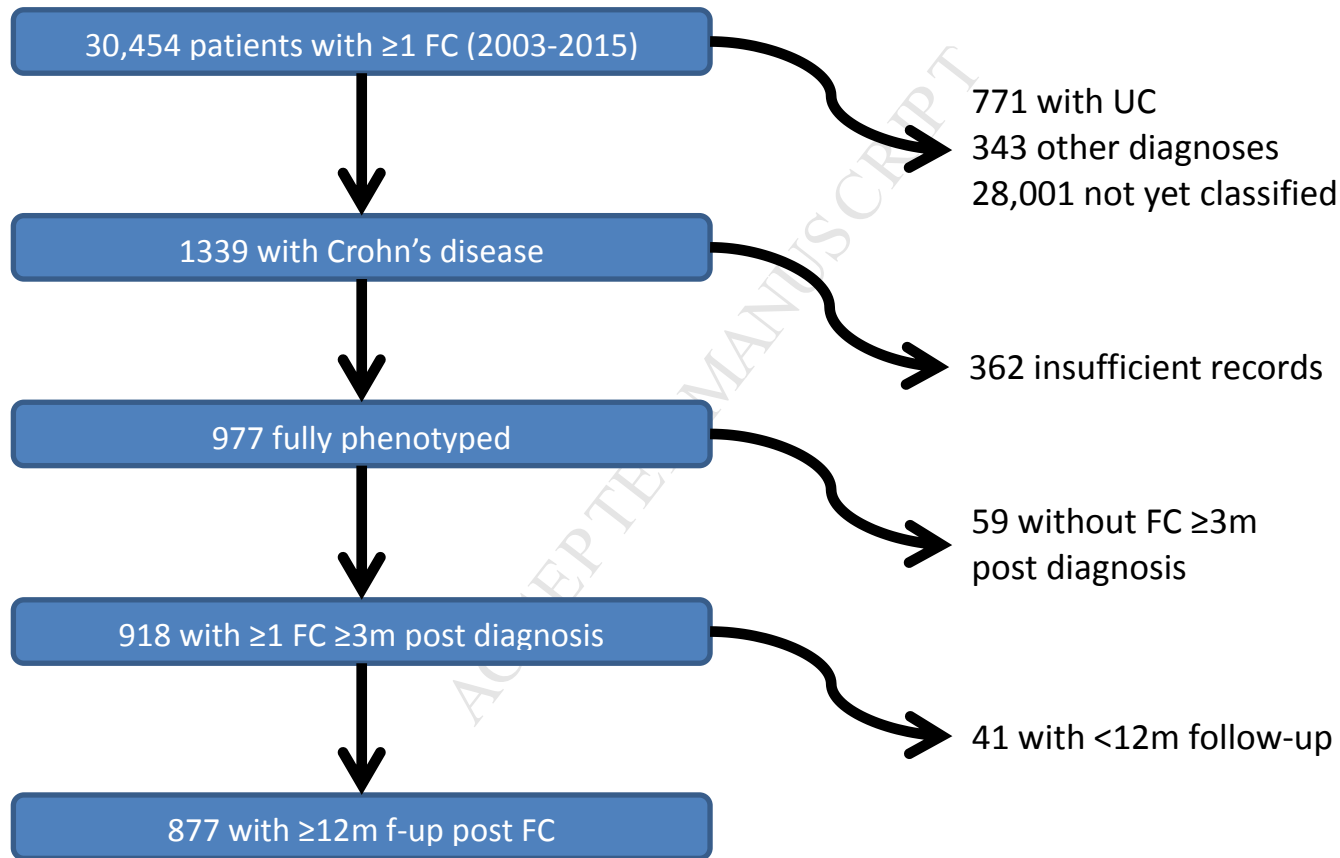 30,454 patients with ≥1 FC (2003-2015)
771 with UC
343 other diagnoses
28,001 not yet classified
1339 with Crohn’s disease
362 insufficient records
977 fully phenotyped
59 without FC ≥3m
post diagnosis
918 with ≥1 FC ≥3m post diagnosis
41 with <12m follow-up
877 with ≥12m f-up post FC
ACCEPTED MANUSCRIPT